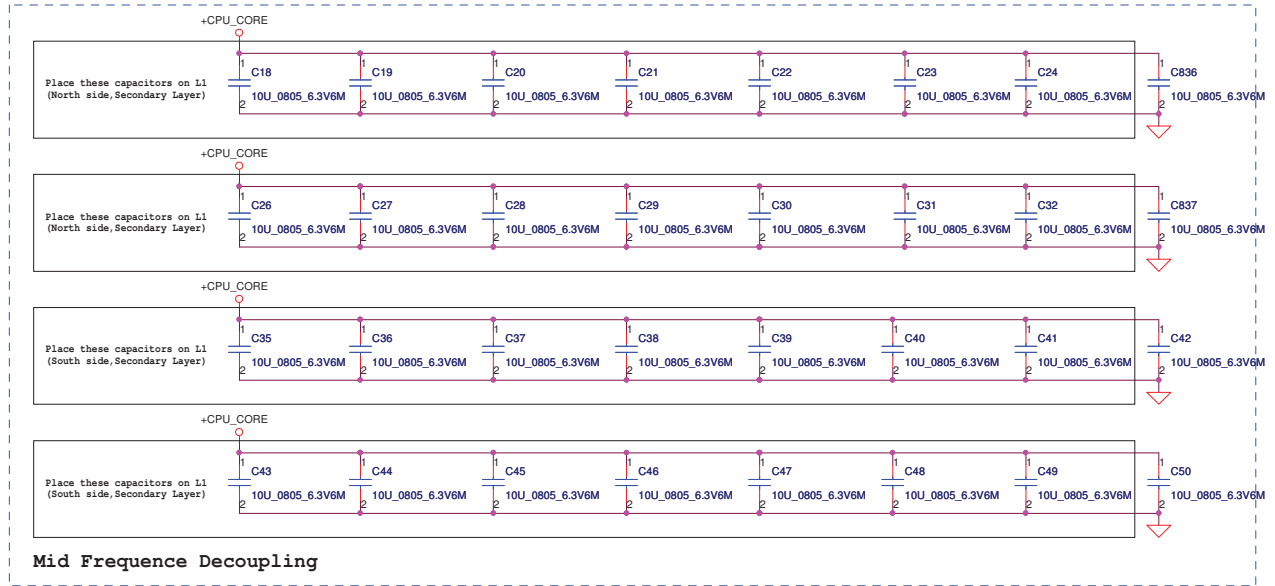 +CPU_CORE
Place these capacitors on L1
(North side,Secondary Layer)
1 C18 1 C19 1 C20 1 C21 1 C22 1 C23 1 C24 1 C836
2 10U_0805_6.3V6M 2 10U_0805_6.3V6M 2 10U_0805_6.3V6M 2 10U_0805_6.3V6M 2 10U_0805_6.3V6M 2 10U_0805_6.3V6M 2 10U_0805_6.3V6M 2 10U_0805_6.3V6M
+CPU_CORE
Place these capacitors on L1
(North side,Secondary Layer)
1 C26 1 C27 1 C28 1 C29 1 C30 1 C31 1 C32 1 C837
2 10U_0805_6.3V6M 2 10U_0805_6.3V6M 2 10U_0805_6.3V6M 2 10U_0805_6.3V6M 2 10U_0805_6.3V6M 2 10U_0805_6.3V6M 2 10U_0805_6.3V6M 2 10U_0805_6.3V6M
+CPU_CORE
Place these capacitors on L1
(South side,Secondary Layer)
1 C35 1 C36 1 C37 1 C38 1 C39 1 C40 1 C41 1 C42
2 10U_0805_6.3V6M 2 10U_0805_6.3V6M 2 10U_0805_6.3V6M 2 10U_0805_6.3V6M 2 10U_0805_6.3V6M 2 10U_0805_6.3V6M 2 10U_0805_6.3V6M 2 10U_0805_6.3V6M
+CPU_CORE
Place these capacitors on L1
(South side,Secondary Layer)
1 C43 1 C44 1 C45 1 C46 1 C47 1 C48 1 C49 1 C50
2 10U_0805_6.3V6M 2 10U_0805_6.3V6M 2 10U_0805_6.3V6M 2 10U_0805_6.3V6M 2 10U_0805_6.3V6M 2 10U_0805_6.3V6M 2 10U_0805_6.3V6M 2 10U_0805_6.3V6M
Mid Frequence Decoupling